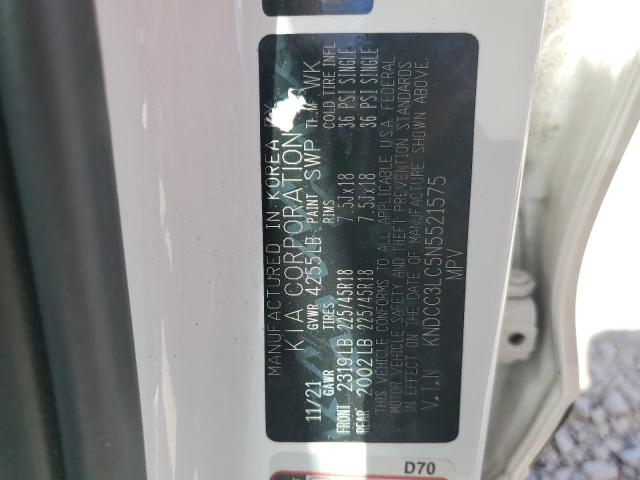 MANUFACTURED IN KOREA
KIA CORPORATION
11/21 GVWR 4255LB PAINT SWP TRIM WK
GAWR TIRES RIMS COLD TIRE INFL
FRONT 2319LB 225/45R18 7.5Jx18 36 PSI SINGLE
REAR 2002LB 225/45R18 7.5Jx18 36 PSI SINGLE
THIS VEHICLE CONFORMS TO ALL APPLICABLE U.S.A. FEDERAL
MOTOR VEHICLE SAFETY AND THEFT PREVENTION STANDARDS
IN EFFECT ON THE DATE OF MANUFACTURE SHOWN ABOVE.
V.I.N KNDCC3LC5N5521575
MPV
D70